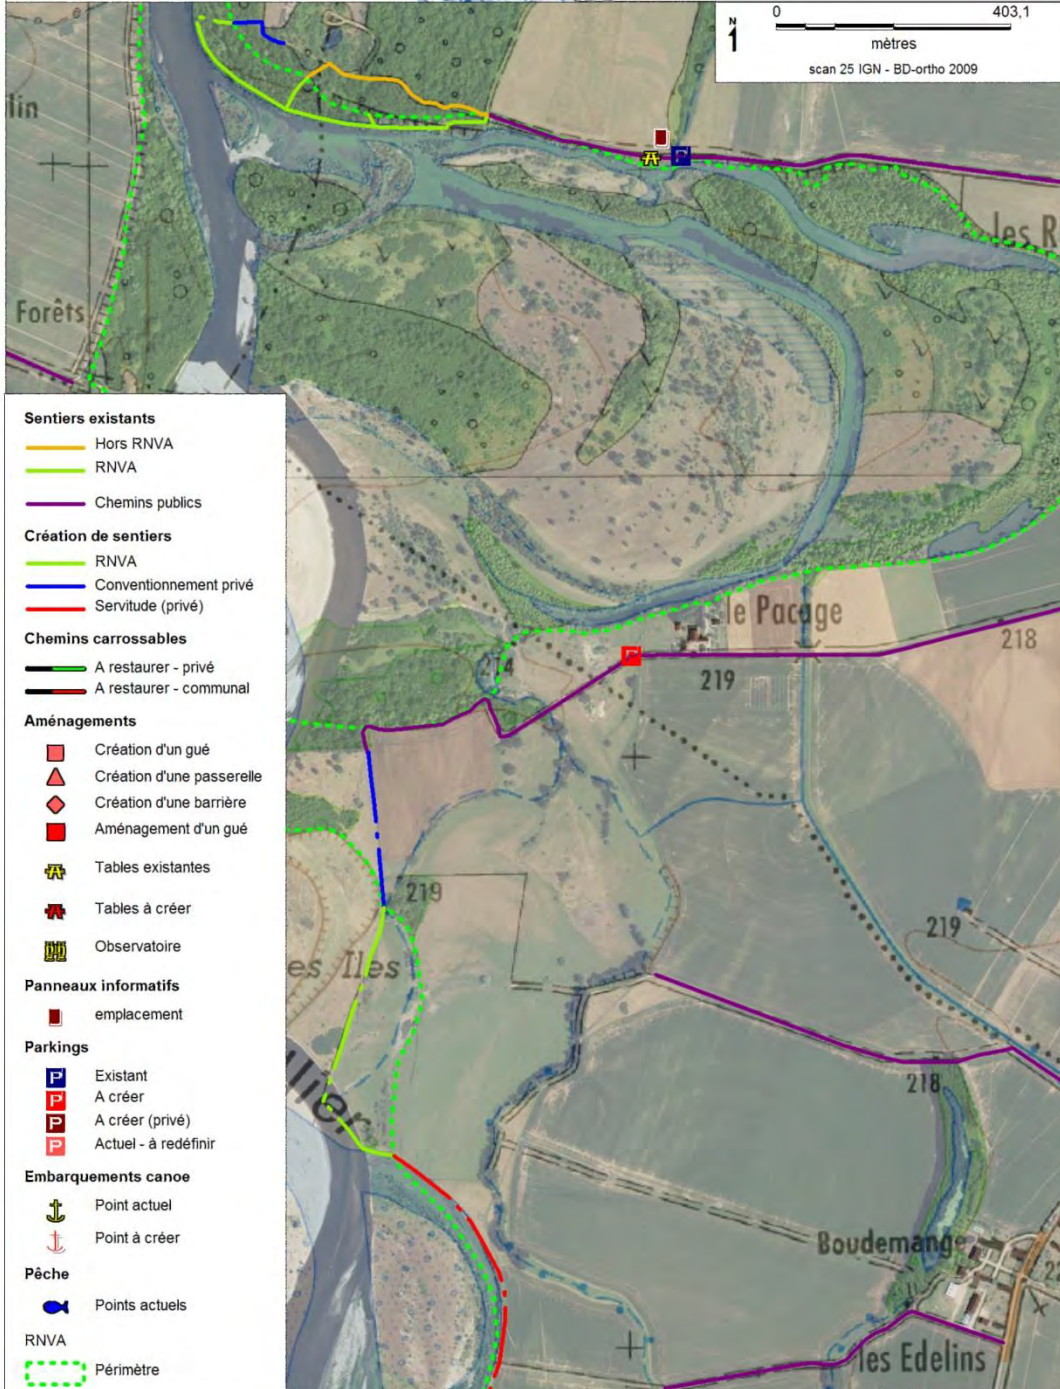 0 403,1
N
mètres
scan 25 IGN - BD-ortho 2009
lin
les R
Forêts
le Pacage
218
219
219
219
es Iles
llier
218
Boudemange
les Edelins
Sentiers existants
Hors RNVA
RNVA
Chemins publics
Création de sentiers
RNVA
Conventionnement privé
Servitude (privé)
Chemins carrossables
A restaurer - privé
A restaurer - communal
Aménagements
Création d'un gué
Création d'une passerelle
Création d'une barrière
Aménagement d'un gué
Tables existantes
Tables à créer
Observatoire
Panneaux informatifs
emplacement
Parkings
P Existant
P A créer
P A créer (privé)
P Actuel - à redéfinir
Embarquements canoe
Point actuel
Point à créer
Pêche
Points actuels
RNVA
Périmètre